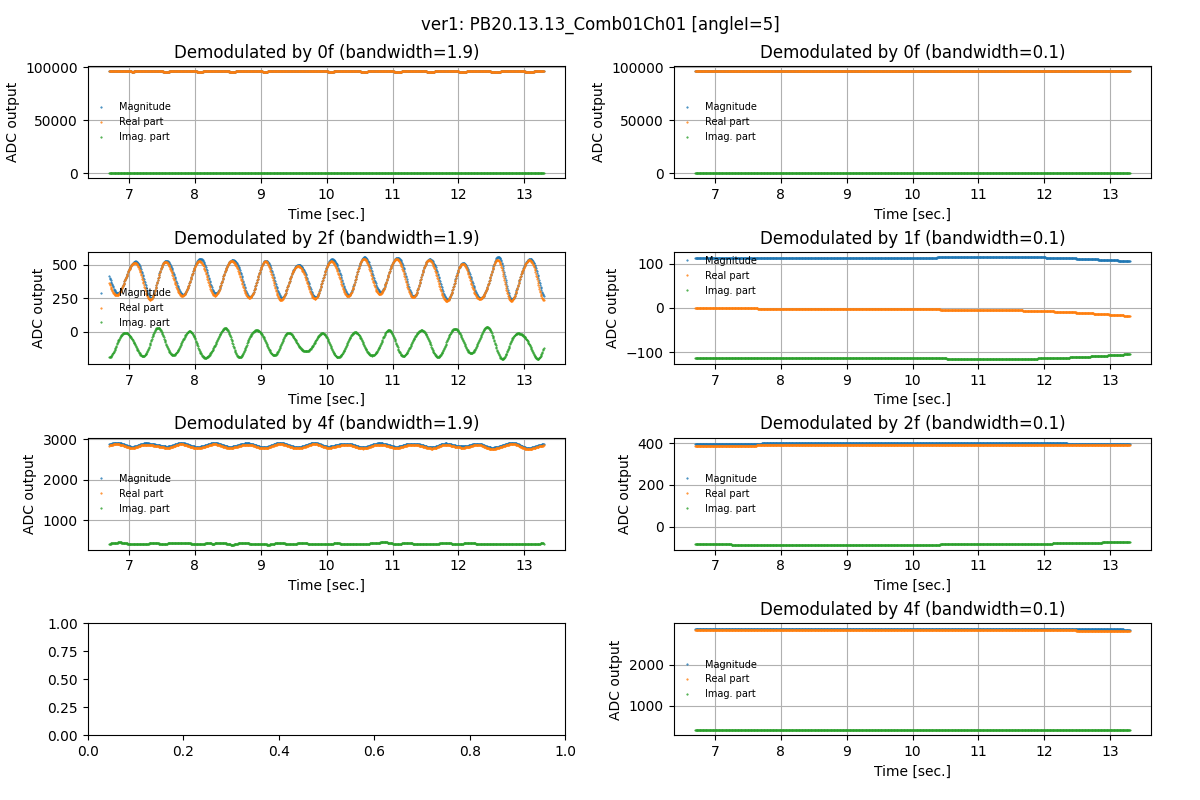 ver1: PB20.13.13_Comb01Ch01 [angleI=5]
Demodulated by 0f (bandwidth=1.9)
ADC output
100000
50000
0
Magnitude
Real part
Imag. part
7 8 9 10 11 12 13
Time [sec.]
Demodulated by 0f (bandwidth=0.1)
ADC output
100000
50000
0
Magnitude
Real part
Imag. part
7 8 9 10 11 12 13
Time [sec.]
Demodulated by 2f (bandwidth=1.9)
ADC output
500
250
0
Magnitude
Real part
Imag. part
7 8 9 10 11 12 13
Time [sec.]
Demodulated by 1f (bandwidth=0.1)
ADC output
100
0
−100
Magnitude
Real part
Imag. part
7 8 9 10 11 12 13
Time [sec.]
Demodulated by 4f (bandwidth=1.9)
ADC output
3000
2000
1000
Magnitude
Real part
Imag. part
7 8 9 10 11 12 13
Time [sec.]
Demodulated by 2f (bandwidth=0.1)
ADC output
400
200
0
Magnitude
Real part
Imag. part
7 8 9 10 11 12 13
Time [sec.]
1.00
0.75
0.50
0.25
0.00
0.0 0.2 0.4 0.6 0.8 1.0
Demodulated by 4f (bandwidth=0.1)
ADC output
2000
1000
Magnitude
Real part
Imag. part
7 8 9 10 11 12 13
Time [sec.]